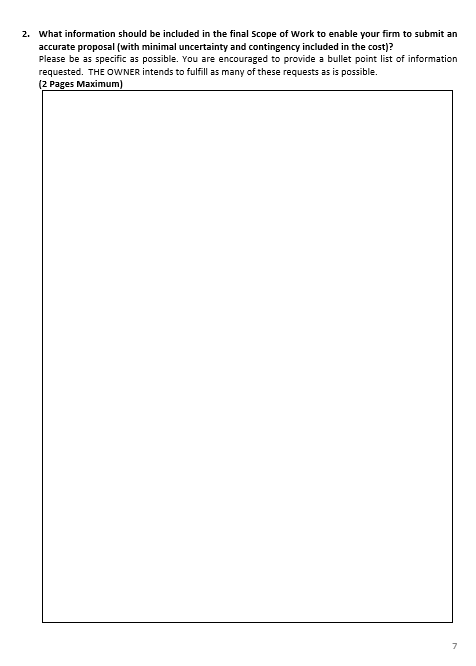 2. What information should be included in the final Scope of Work to enable your firm to submit an
accurate proposal (with minimal uncertainty and contingency included in the cost)?
Please be as specific as possible. You are encouraged to provide a bullet point list of information
requested. THE OWNER intends to fulfill as many of these requests as is possible.
(2 Pages Maximum)
7